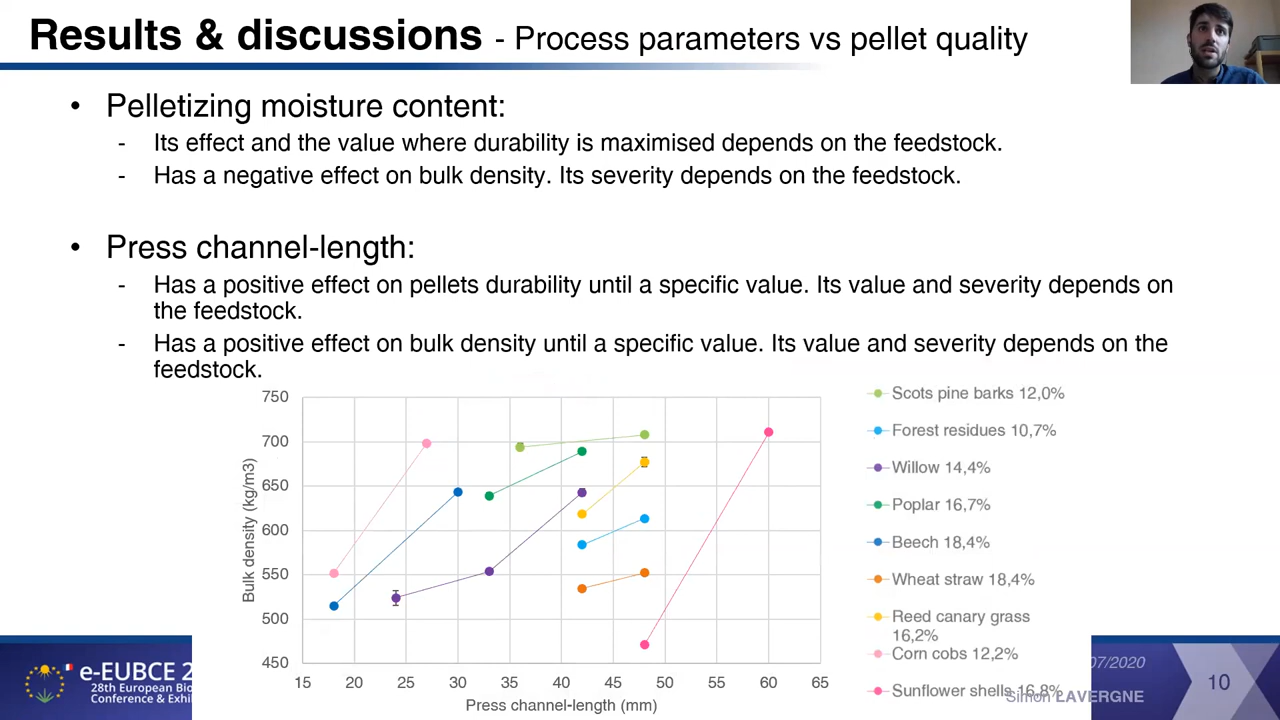 Results & discussions - Process parameters vs pellet quality
• Pelletizing moisture content:
- Its effect and the value where durability is maximised depends on the feedstock.
- Has a negative effect on bulk density. Its severity depends on the feedstock.
• Press channel-length:
- Has a positive effect on pellets durability until a specific value. Its value and severity depends on
the feedstock.
- Has a positive effect on bulk density until a specific value. Its value and severity depends on the
feedstock.
750
700
650
600
550
500
450
Bulk density (kg/m3)
15 20 25 30 35 40 45 50 55 60 65
Press channel-length (mm)
Scots pine barks 12,0%
Forest residues 10,7%
Willow 14,4%
Poplar 16,7%
Beech 18,4%
Wheat straw 18,4%
Reed canary grass
16,2%
Corn cobs 12,2%
Sunflower shells 16,8%
e-EUBCE 2
28th European Bio
Conference & Exhi
07/2020
Simon LAVERGNE
10